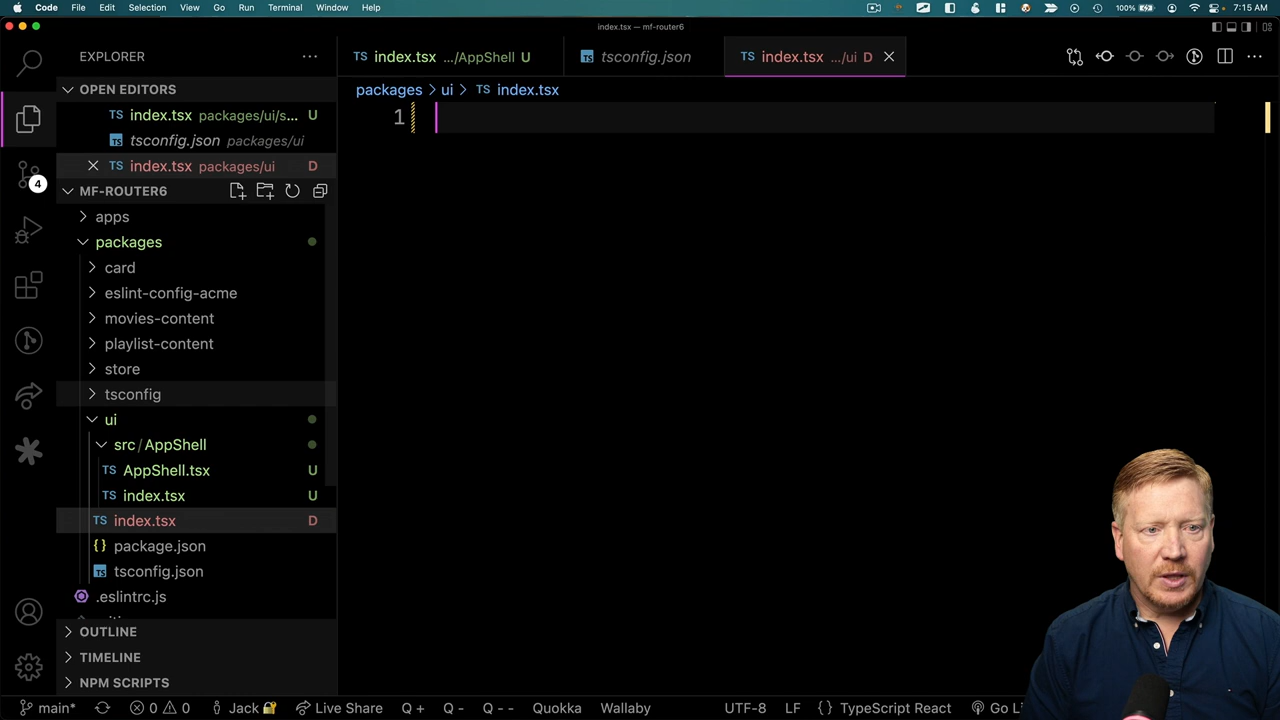 Code File Edit Selection View Go Run Terminal Window Help 100% Wed 7:15 AM
index.tsx — mf-router6
EXPLORER
TS index.tsx .../AppShell U
tsconfig.json
TS index.tsx .../ui D
OPEN EDITORS
packages > ui > TS index.tsx
TS index.tsx packages/ui/s... U
1
tsconfig.json packages/ui
TS index.tsx packages/ui D
4
MF-ROUTER6
apps
packages
card
eslint-config-acme
movies-content
playlist-content
store
tsconfig
ui
src / AppShell
TS AppShell.tsx U
TS index.tsx U
TS index.tsx D
{} package.json
TS tsconfig.json
.eslintrc.js
OUTLINE
TIMELINE
NPM SCRIPTS
main* 0 0 Jack Live Share Q + Q - Q - - Quokka Wallaby UTF-8 LF {} TypeScript React Go Li